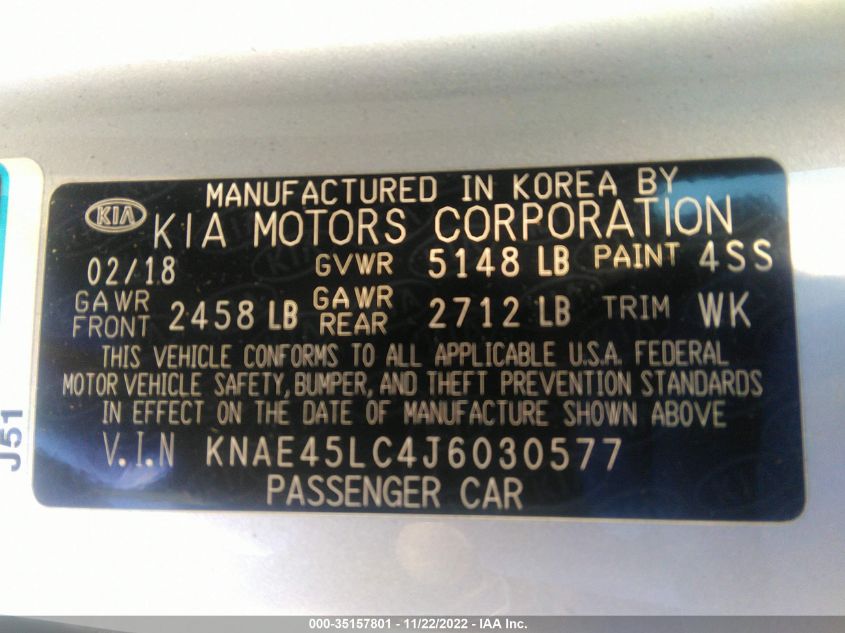 MANUFACTURED IN KOREA BY
KIA KIA MOTORS CORPORATION
02/18 GVWR 5148 LB PAINT 4SS
GAWR FRONT 2458 LB GAWR REAR 2712 LB TRIM WK
THIS VEHICLE CONFORMS TO ALL APPLICABLE U.S.A. FEDERAL
MOTOR VEHICLE SAFETY, BUMPER, AND THEFT PREVENTION STANDARDS
IN EFFECT ON THE DATE OF MANUFACTURE SHOWN ABOVE
V.I.N KNAE45LC4J6030577
PASSENGER CAR
J51
000-35157801 - 11/22/2022 - IAA Inc.